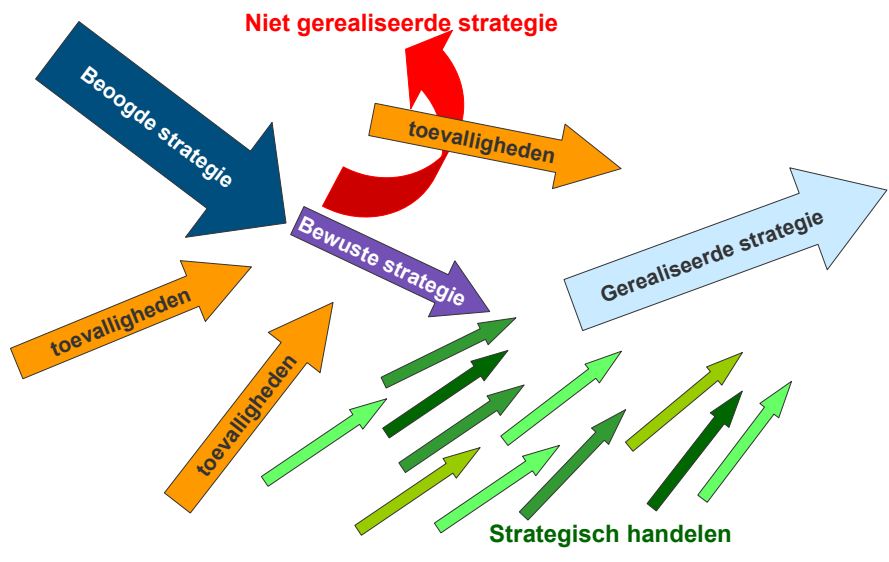 Niet gerealiseerde strategie
Beoogde strategie
toevalligheden
Bewuste strategie
Gerealiseerde strategie
toevalligheden
toevalligheden
Strategisch handelen